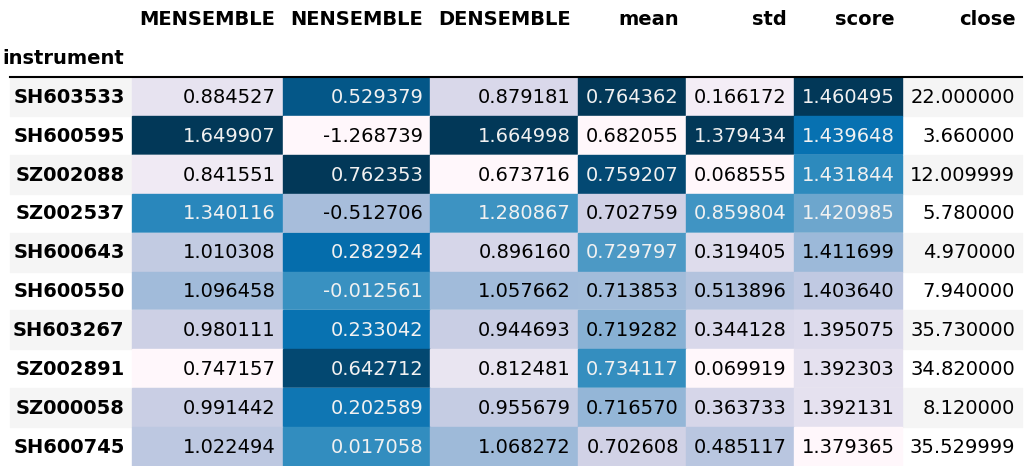 MENSEMBLE NENSEMBLE DENSEMBLE mean std score close
instrument
SH603533 0.884527 0.529379 0.879181 0.764362 0.166172 1.460495 22.000000
SH600595 1.649907 -1.268739 1.664998 0.682055 1.379434 1.439648 3.660000
SZ002088 0.841551 0.762353 0.673716 0.759207 0.068555 1.431844 12.009999
SZ002537 1.340116 -0.512706 1.280867 0.702759 0.859804 1.420985 5.780000
SH600643 1.010308 0.282924 0.896160 0.729797 0.319405 1.411699 4.970000
SH600550 1.096458 -0.012561 1.057662 0.713853 0.513896 1.403640 7.940000
SH603267 0.980111 0.233042 0.944693 0.719282 0.344128 1.395075 35.730000
SZ002891 0.747157 0.642712 0.812481 0.734117 0.069919 1.392303 34.820000
SZ000058 0.991442 0.202589 0.955679 0.716570 0.363733 1.392131 8.120000
SH600745 1.022494 0.017058 1.068272 0.702608 0.485117 1.379365 35.529999